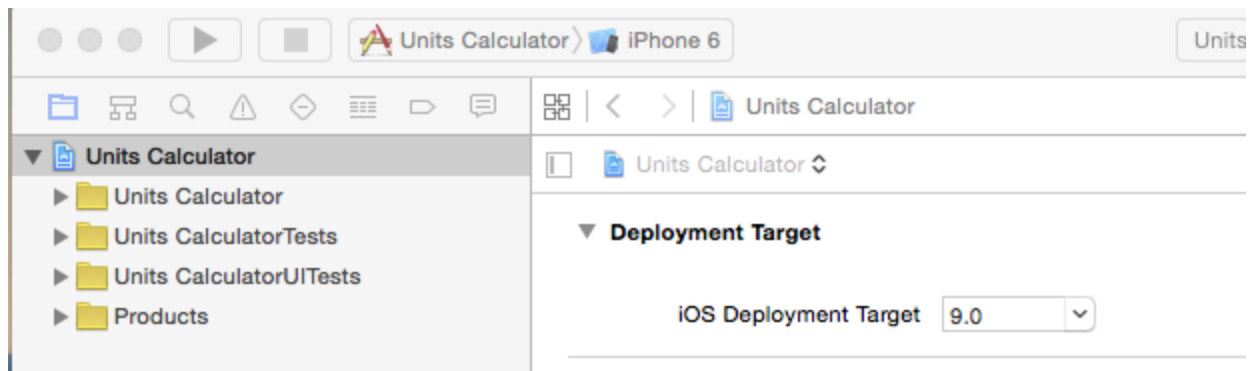 Units Calculator iPhone 6
Units
Units Calculator
Units Calculator
Units Calculator
Units Calculator
Units CalculatorTests
Deployment Target
Units CalculatorUITests
Products
iOS Deployment Target 9.0